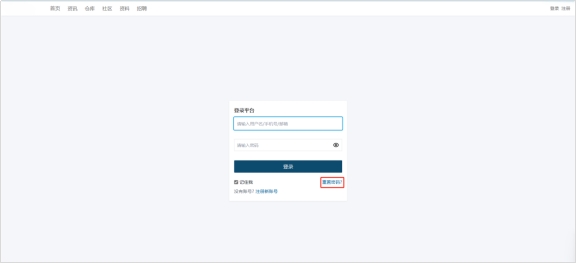 首页 资讯 仓库 社区 资料 招聘
登录 注册
登录平台
请输入用户名/手机号/邮箱
请输入密码
登录
记住我 重置密码?
没有账号? 注册新账号